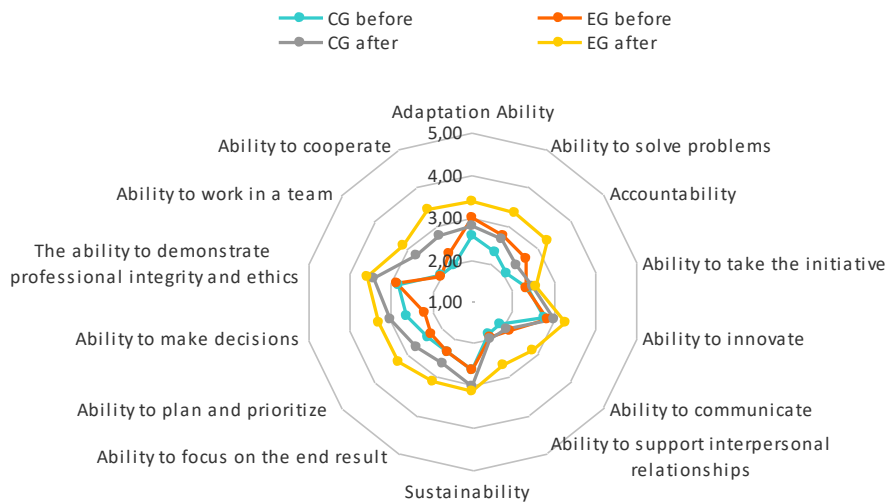 CG before
EG before
CG after
EG after
Adaptation Ability
5,00
Ability to cooperate
Ability to solve problems
4,00
Ability to work in a team
Accountability
3,00
The ability to demonstrate
professional integrity and ethics
2,00
Ability to take the initiative
1,00
Ability to make decisions
Ability to innovate
Ability to plan and prioritize
Ability to communicate
Ability to focus on the end result
Ability to support interpersonal
relationships
Sustainability